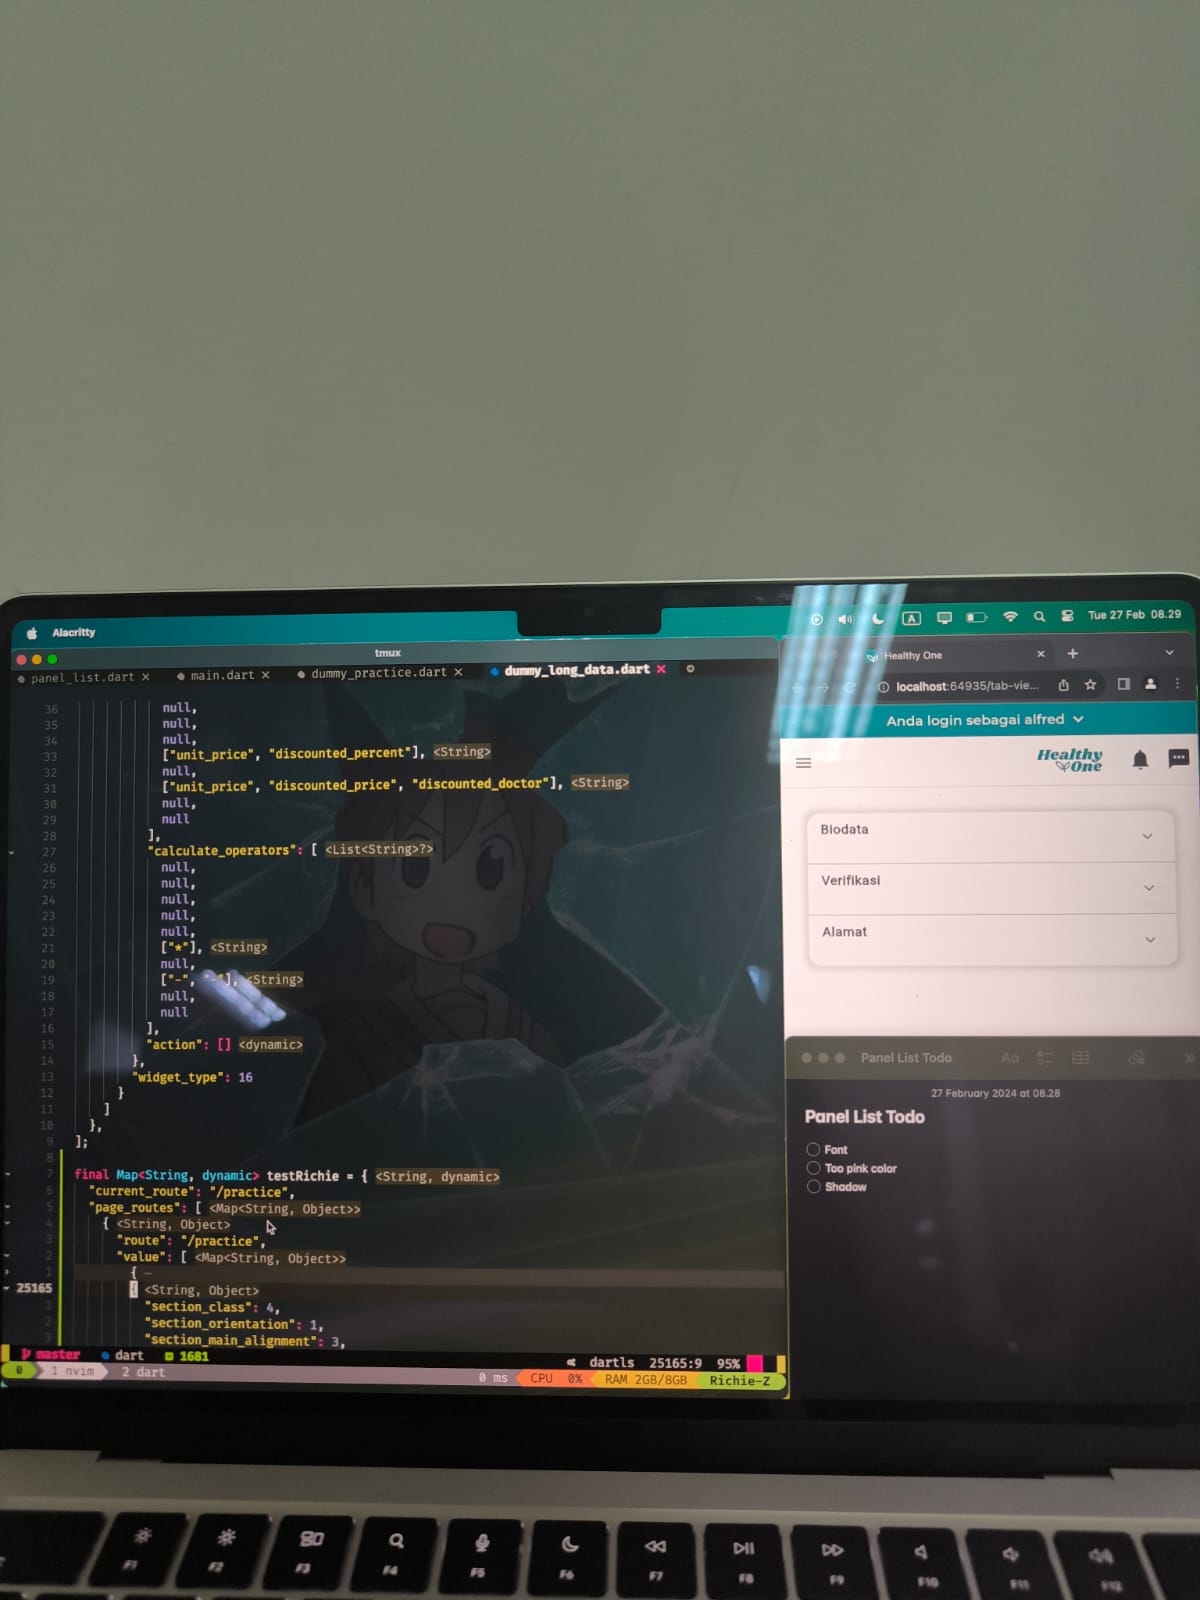 Alacritty
Tue 27 Feb 08.29
tmux
panel_list.dart × main.dart × dummy_practice.dart × dummy_long_data.dart ×
36 null,
35 null,
34 null,
33 ["unit_price", "discounted_percent"], <String>
32 null,
31 ["unit_price", "discounted_price", "discounted_doctor"], <String>
30 null,
29 null
28 ],
27 "calculate_operators": [ <List<String>?>
26 null,
25 null,
24 null,
23 null,
22 null,
21 ["*"], <String>
20 null,
19 ["-", "-"], <String>
18 null,
17 null
16 ],
15 "action": [] <dynamic>
14 },
13 "widget_type": 16
12 }
11 ]
10 },
9 ];
8
7 final Map<String, dynamic> testRichie = { <String, dynamic>
6 "current_route": "/practice",
5 "page_routes": [ <Map<String, Object>>
4 { <String, Object>
3 "route": "/practice",
2 "value": [ <Map<String, Object>>
1 { —
25165 { <String, Object>
1 "section_class": 4,
2 "section_orientation": 1,
3 "section_main_alignment": 3,
master dart 1681 dartls 25165:9 95%
0 1 nvim 2 dart 0 ms CPU 0% RAM 2GB/8GB Richie-Z
Healthy One
localhost:64935/tab-vie...
Anda login sebagai alfred
Healthy
One
Biodata
Verifikasi
Alamat
Panel List Todo
Aa
27 February 2024 at 08.28
Panel List Todo
Font
Too pink color
Shadow
F1 F2 F3 F4 F5 F6 F7 F8 F9 F10 F11 F12